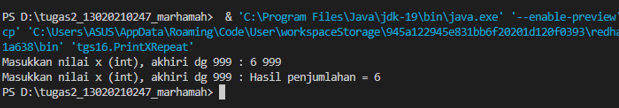 PS D:\tugas2_13020210247_marhamah>  & 'C:\Program Files\Java\jdk-19\bin\java.exe' '--enable-preview'
cp' 'C:\Users\ASUS\AppData\Roaming\Code\User\workspaceStorage\945a122945e831bb6f20201d120f0393\redha
1a638\bin' 'tgs16.PrintXRepeat'
Masukkan nilai x (int), akhiri dg 999 : 6 999
Masukkan nilai x (int), akhiri dg 999 : Hasil penjumlahan = 6
PS D:\tugas2_13020210247_marhamah>